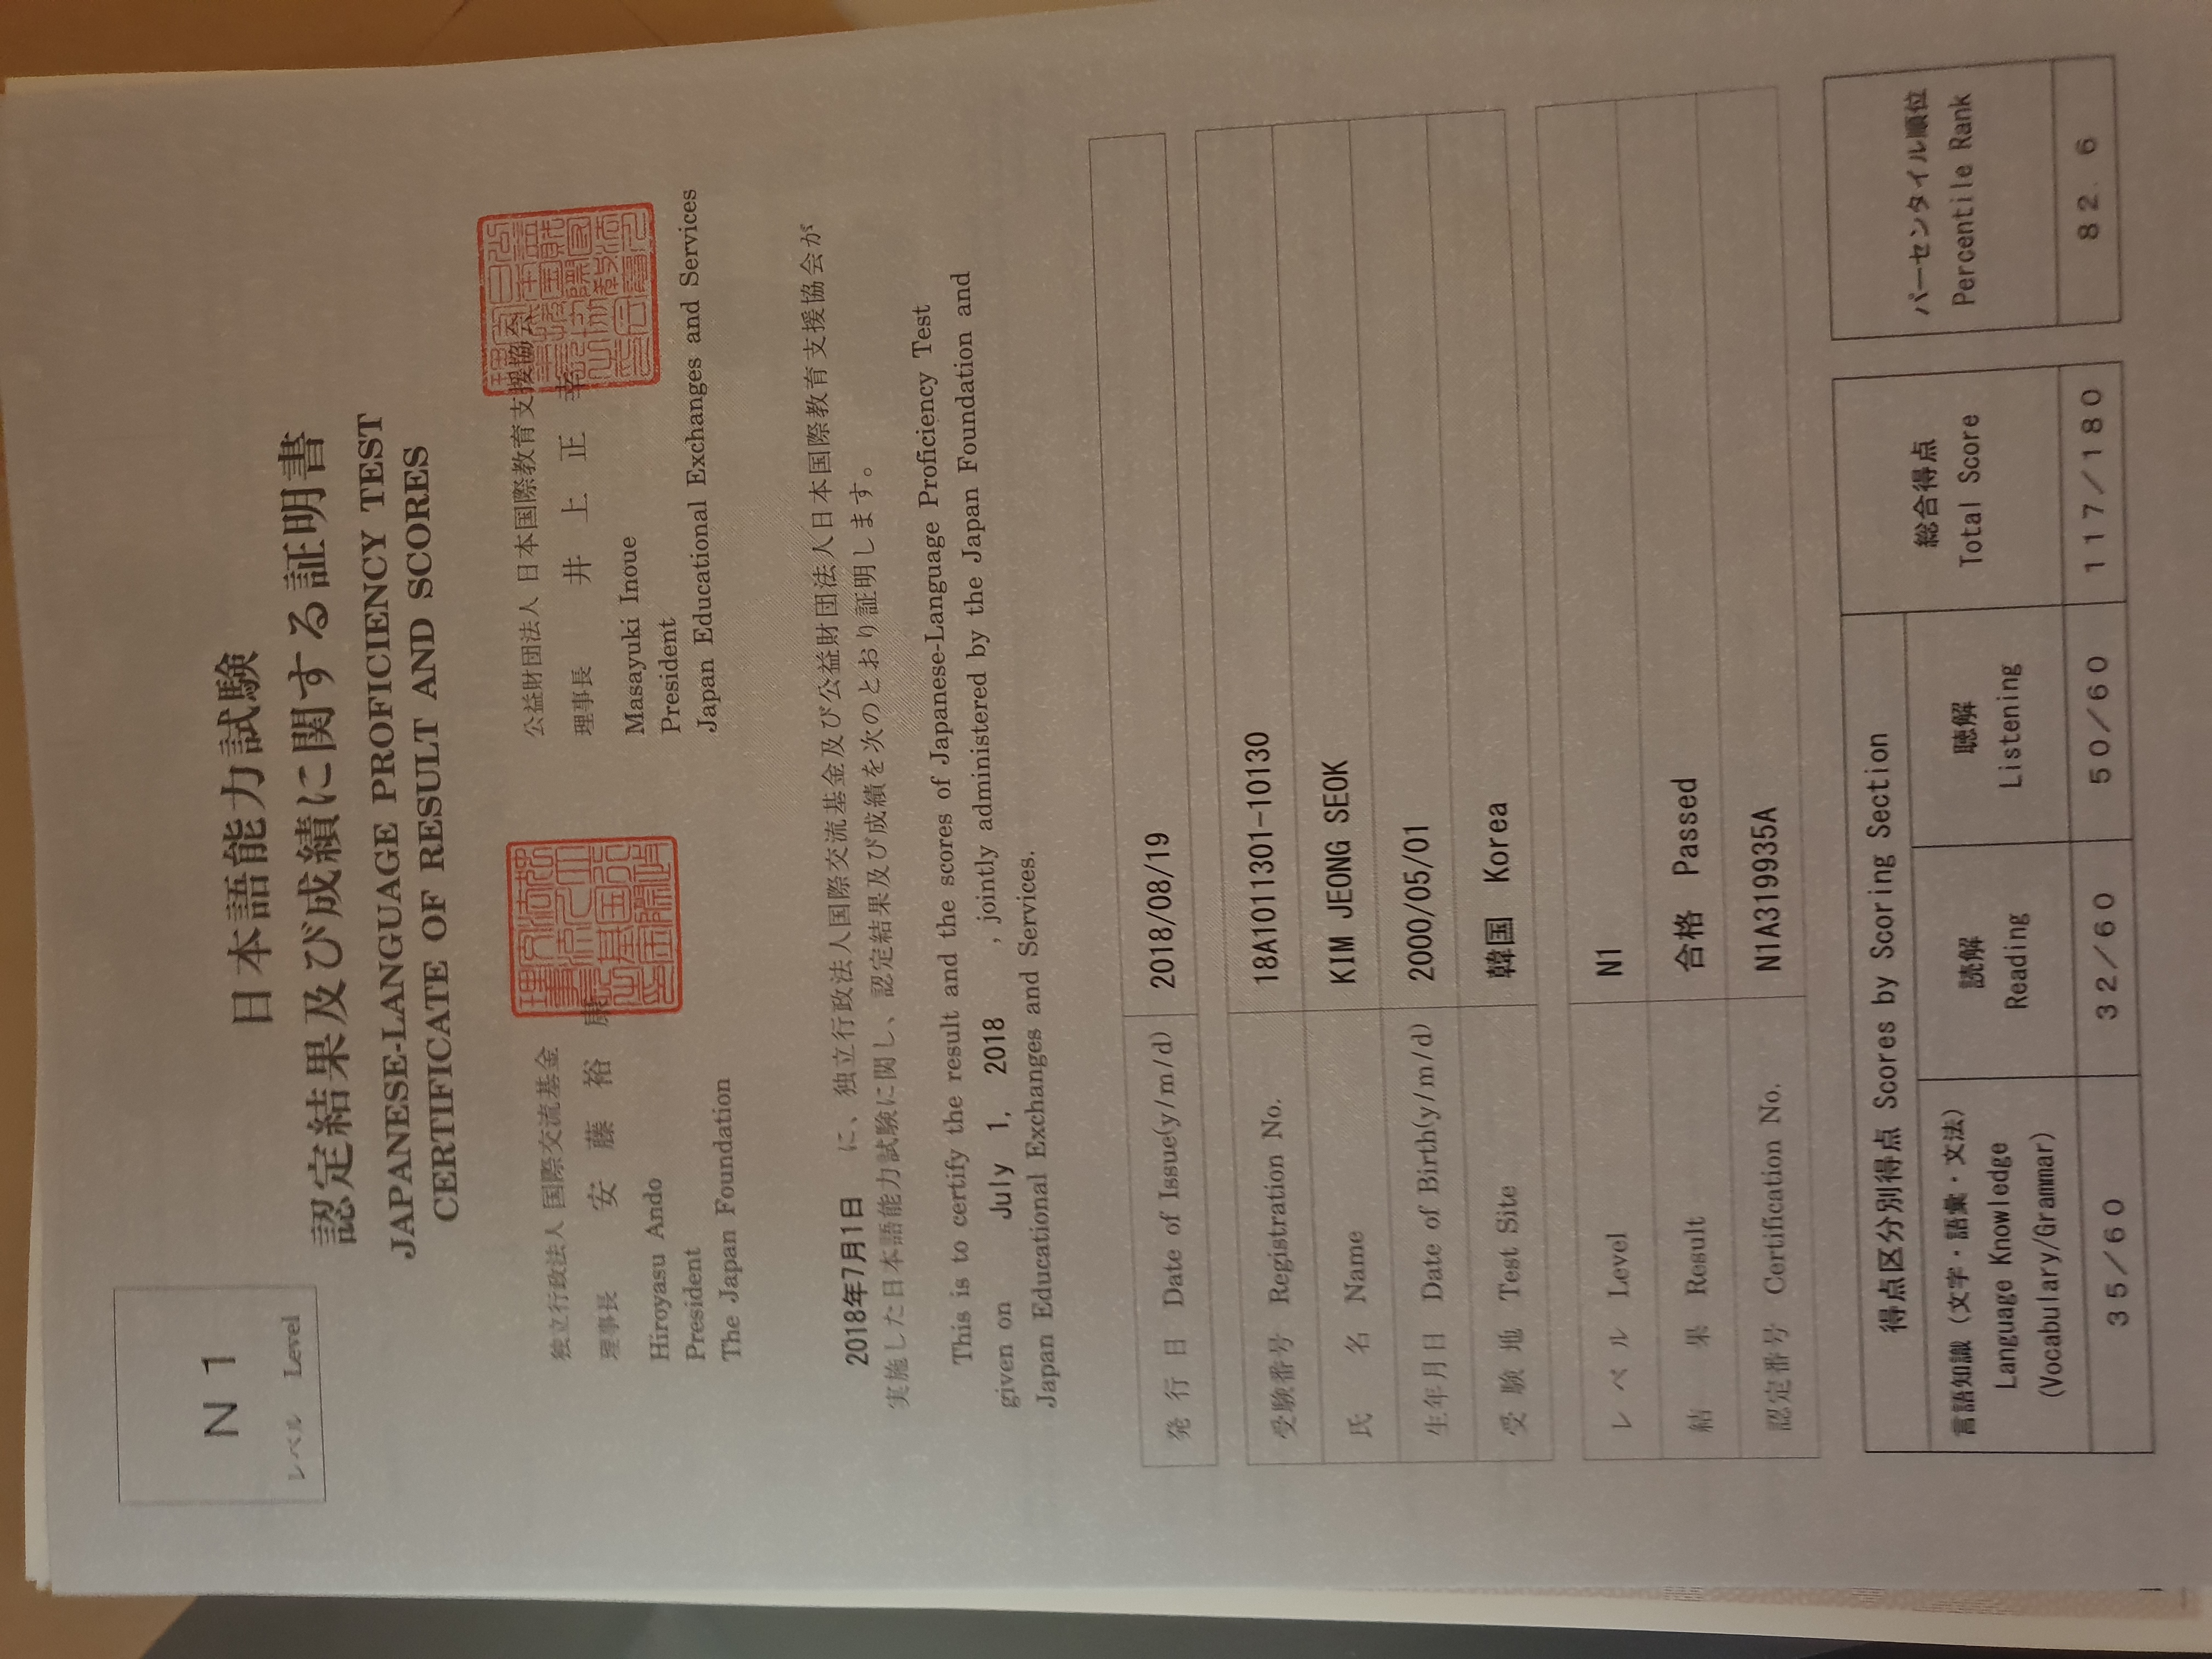 N1
レベル Level
日本語能力試験
認定結果及び成績に関する証明書
JAPANESE-LANGUAGE PROFICIENCY TEST
CERTIFICATE OF RESULT AND SCORES
独立行政法人 国際交流基金
理事長 安藤裕康
Hiroyasu Ando
President
The Japan Foundation
公益財団法人 日本国際教育支援協会
理事長 井上正幸
Masayuki Inoue
President
Japan Educational Exchanges and Services
2018年7月1日 に、独立行政法人国際交流基金及び公益財団法人日本国際教育支援協会が
実施した日本語能力試験に関し、認定結果及び成績を次のとおり証明します。
This is to certify the result and the scores of Japanese-Language Proficiency Test
given on July 1, 2018 , jointly administered by the Japan Foundation and
Japan Educational Exchanges and Services.
発行日 Date of Issue(y/m/d) 2018/08/19
受験番号 Registration No. 18A1011301-10130
氏名 Name KIM JEONG SEOK
生年月日 Date of Birth(y/m/d) 2000/05/01
受験地 Test Site 韓国 Korea
レベル Level N1
結果 Result 合格 Passed
認定番号 Certification No. N1A319935A
得点区分別得点 Scores by Scoring Section
言語知識（文字・語彙・文法）
Language Knowledge
(Vocabulary/Grammar)
読解
Reading
聴解
Listening
総合得点
Total Score
パーセンタイル順位
Percentile Rank
35/60 32/60 50/60 117/180 82.6